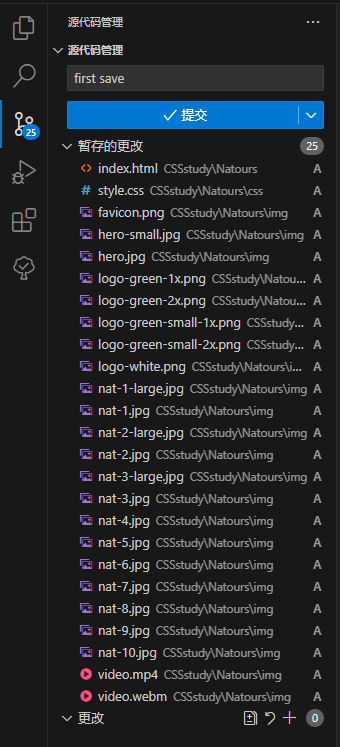 源代码管理
源代码管理
first save
提交
25
暂存的更改 25
index.html CSSstudy\Natours A
style.css CSSstudy\Natours\css A
favicon.png CSSstudy\Natours\img A
hero-small.jpg CSSstudy\Natours\img A
hero.jpg CSSstudy\Natours\img A
logo-green-1x.png CSSstudy\Natou... A
logo-green-2x.png CSSstudy\Natou... A
logo-green-small-1x.png CSSstudy... A
logo-green-small-2x.png CSSstudy... A
logo-white.png CSSstudy\Natours\i... A
nat-1-large.jpg CSSstudy\Natours\img A
nat-1.jpg CSSstudy\Natours\img A
nat-2-large.jpg CSSstudy\Natours\img A
nat-2.jpg CSSstudy\Natours\img A
nat-3-large.jpg CSSstudy\Natours\img A
nat-3.jpg CSSstudy\Natours\img A
nat-4.jpg CSSstudy\Natours\img A
nat-5.jpg CSSstudy\Natours\img A
nat-6.jpg CSSstudy\Natours\img A
nat-7.jpg CSSstudy\Natours\img A
nat-8.jpg CSSstudy\Natours\img A
nat-9.jpg CSSstudy\Natours\img A
nat-10.jpg CSSstudy\Natours\img A
video.mp4 CSSstudy\Natours\img A
video.webm CSSstudy\Natours\img A
更改 0